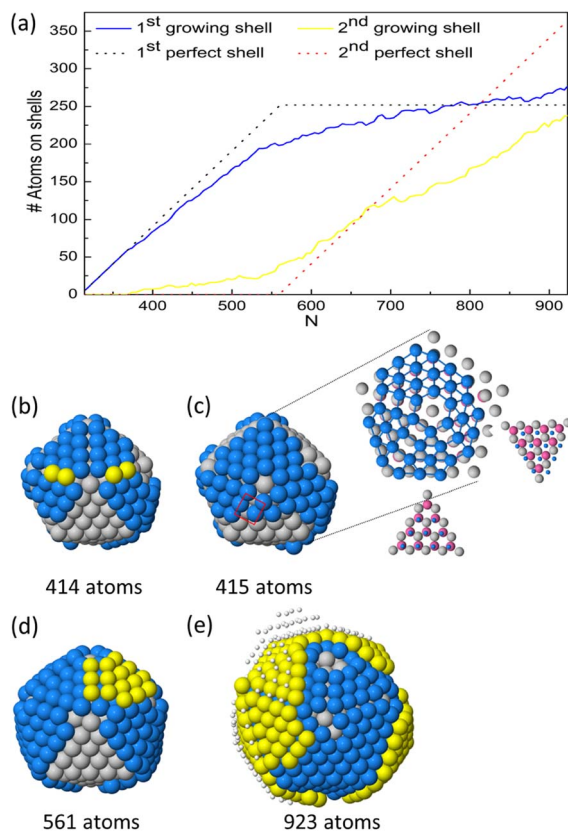 (a)
1st growing shell
2nd growing shell
1st perfect shell
2nd perfect shell
# Atoms on shells
350
300
250
200
150
100
50
0
400
500
600
700
800
900
N
(b)
(c)
414 atoms
415 atoms
(d)
(e)
561 atoms
923 atoms